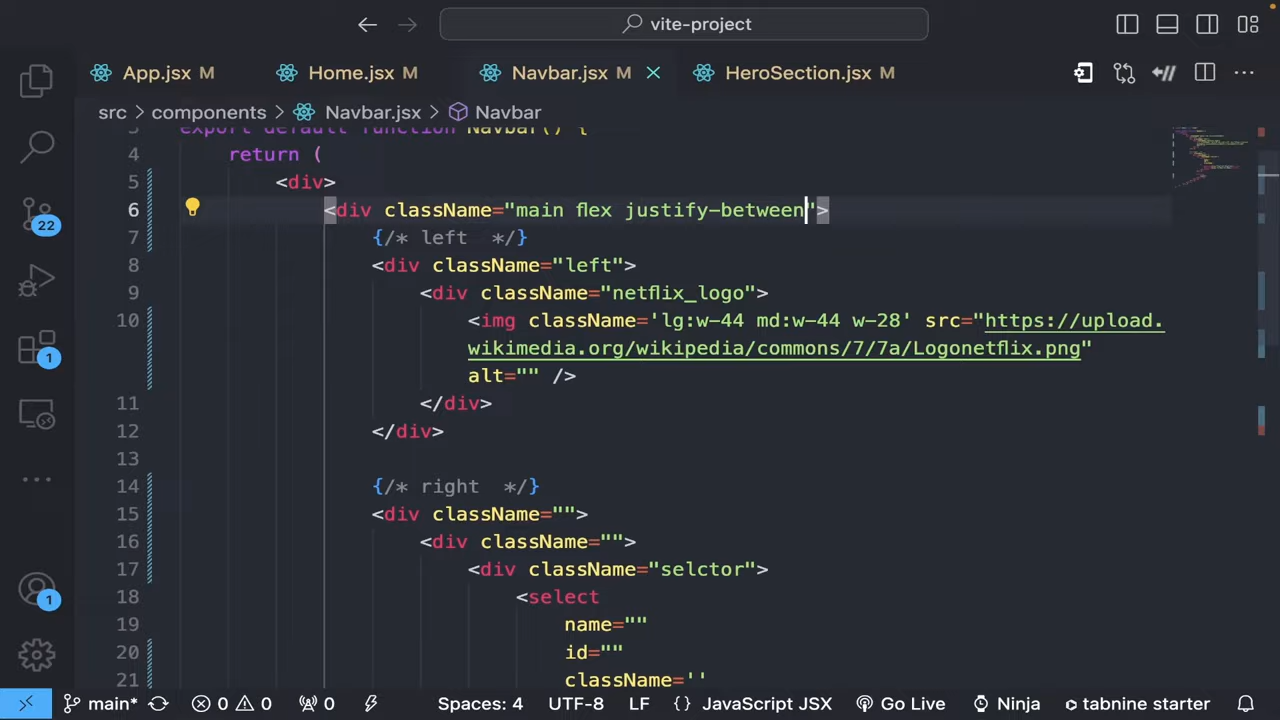 vite-project
App.jsx M Home.jsx M Navbar.jsx M HeroSection.jsx M
src > components > Navbar.jsx > Navbar
export default function Navbar() {
4 return (
5 <div>
6 <div className="main flex justify-between">
7 {/* left  */}
8 <div className="left">
9 <div className="netflix_logo">
10 <img className='lg:w-44 md:w-44 w-28' src="https://upload.
wikimedia.org/wikipedia/commons/7/7a/Logonetflix.png"
alt="" />
11 </div>
12 </div>
13
14 {/* right  */}
15 <div className="">
16 <div className="">
17 <div className="selctor">
18 <select
19 name=""
20 id=""
21 className=''
22
1
1
main* 0 0 0 Spaces: 4 UTF-8 LF {} JavaScript JSX Go Live Ninja tabnine starter